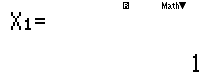 R Math▼
X₁=
1